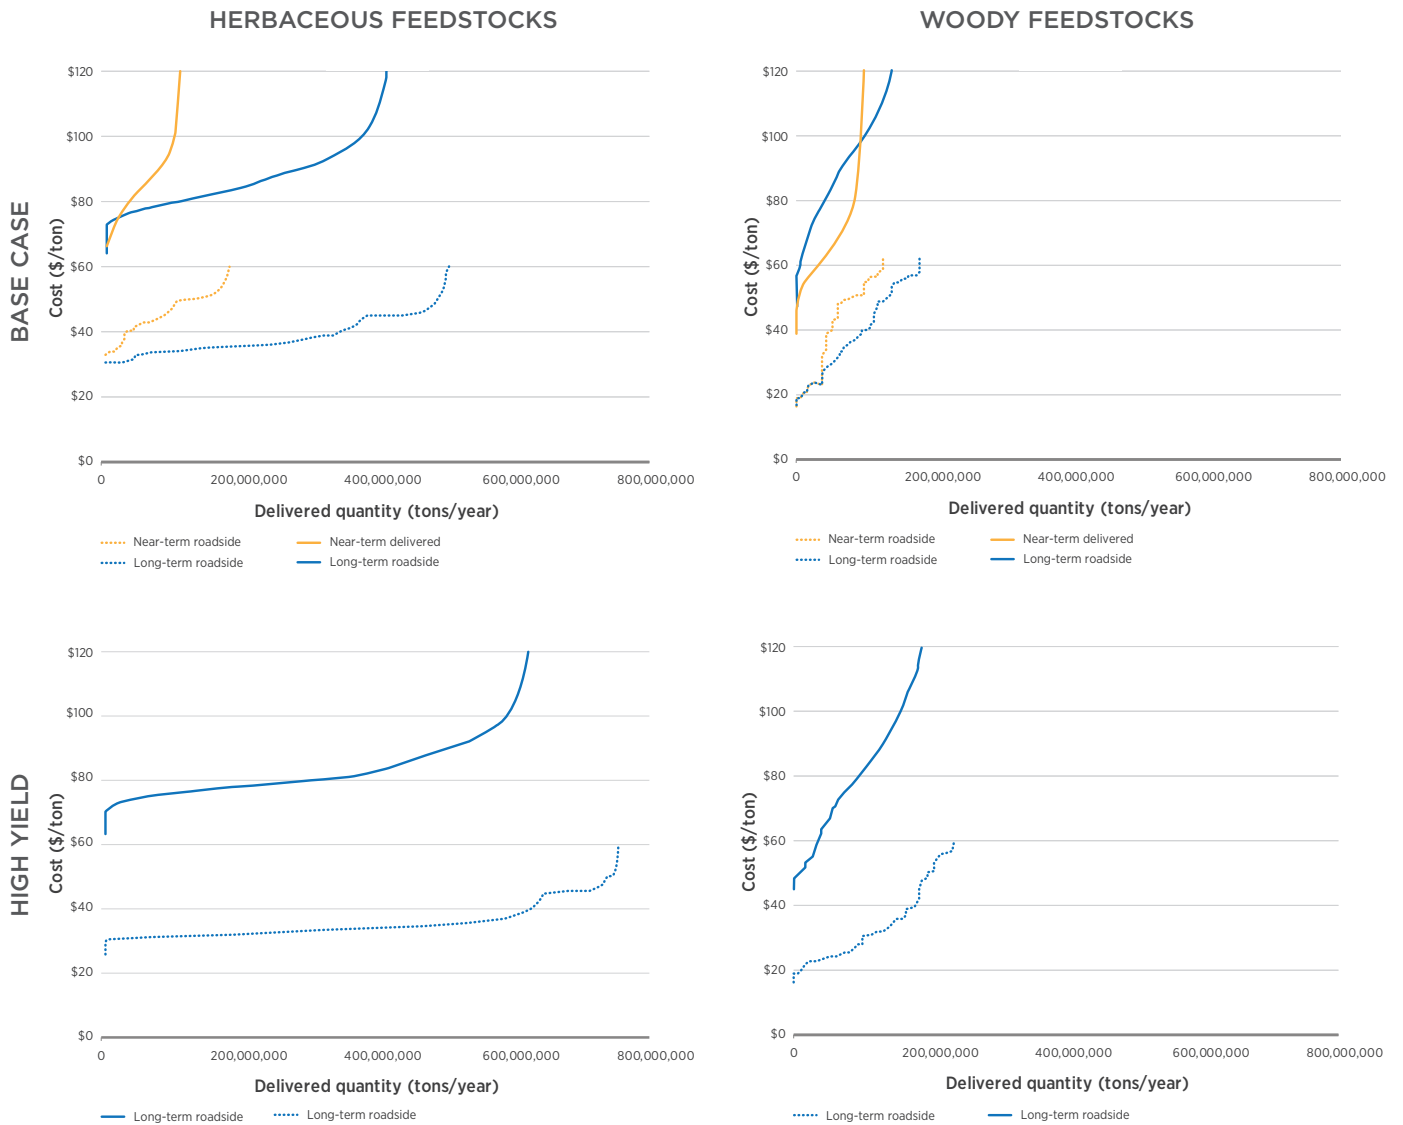 HERBACEOUS FEEDSTOCKS
WOODY FEEDSTOCKS
BASE CASE
Cost ($/ton)
$120
$100
$80
$60
$40
$20
$0
0 200,000,000 400,000,000 600,000,000 800,000,000
Delivered quantity (tons/year)
Near-term roadside Near-term delivered
Long-term roadside Long-term roadside
Cost ($/ton)
$120
$100
$80
$60
$40
$20
$0
0 200,000,000 400,000,000 600,000,000 800,000,000
Delivered quantity (tons/year)
Near-term roadside Near-term delivered
Long-term roadside Long-term roadside
HIGH YIELD
Cost ($/ton)
$120
$100
$80
$60
$40
$20
$0
0 200,000,000 400,000,000 600,000,000 800,000,000
Delivered quantity (tons/year)
Long-term roadside Long-term roadside
Cost ($/ton)
$120
$100
$80
$60
$40
$20
$0
0 200,000,000 400,000,000 600,000,000 800,000,000
Delivered quantity (tons/year)
Long-term roadside Long-term roadside